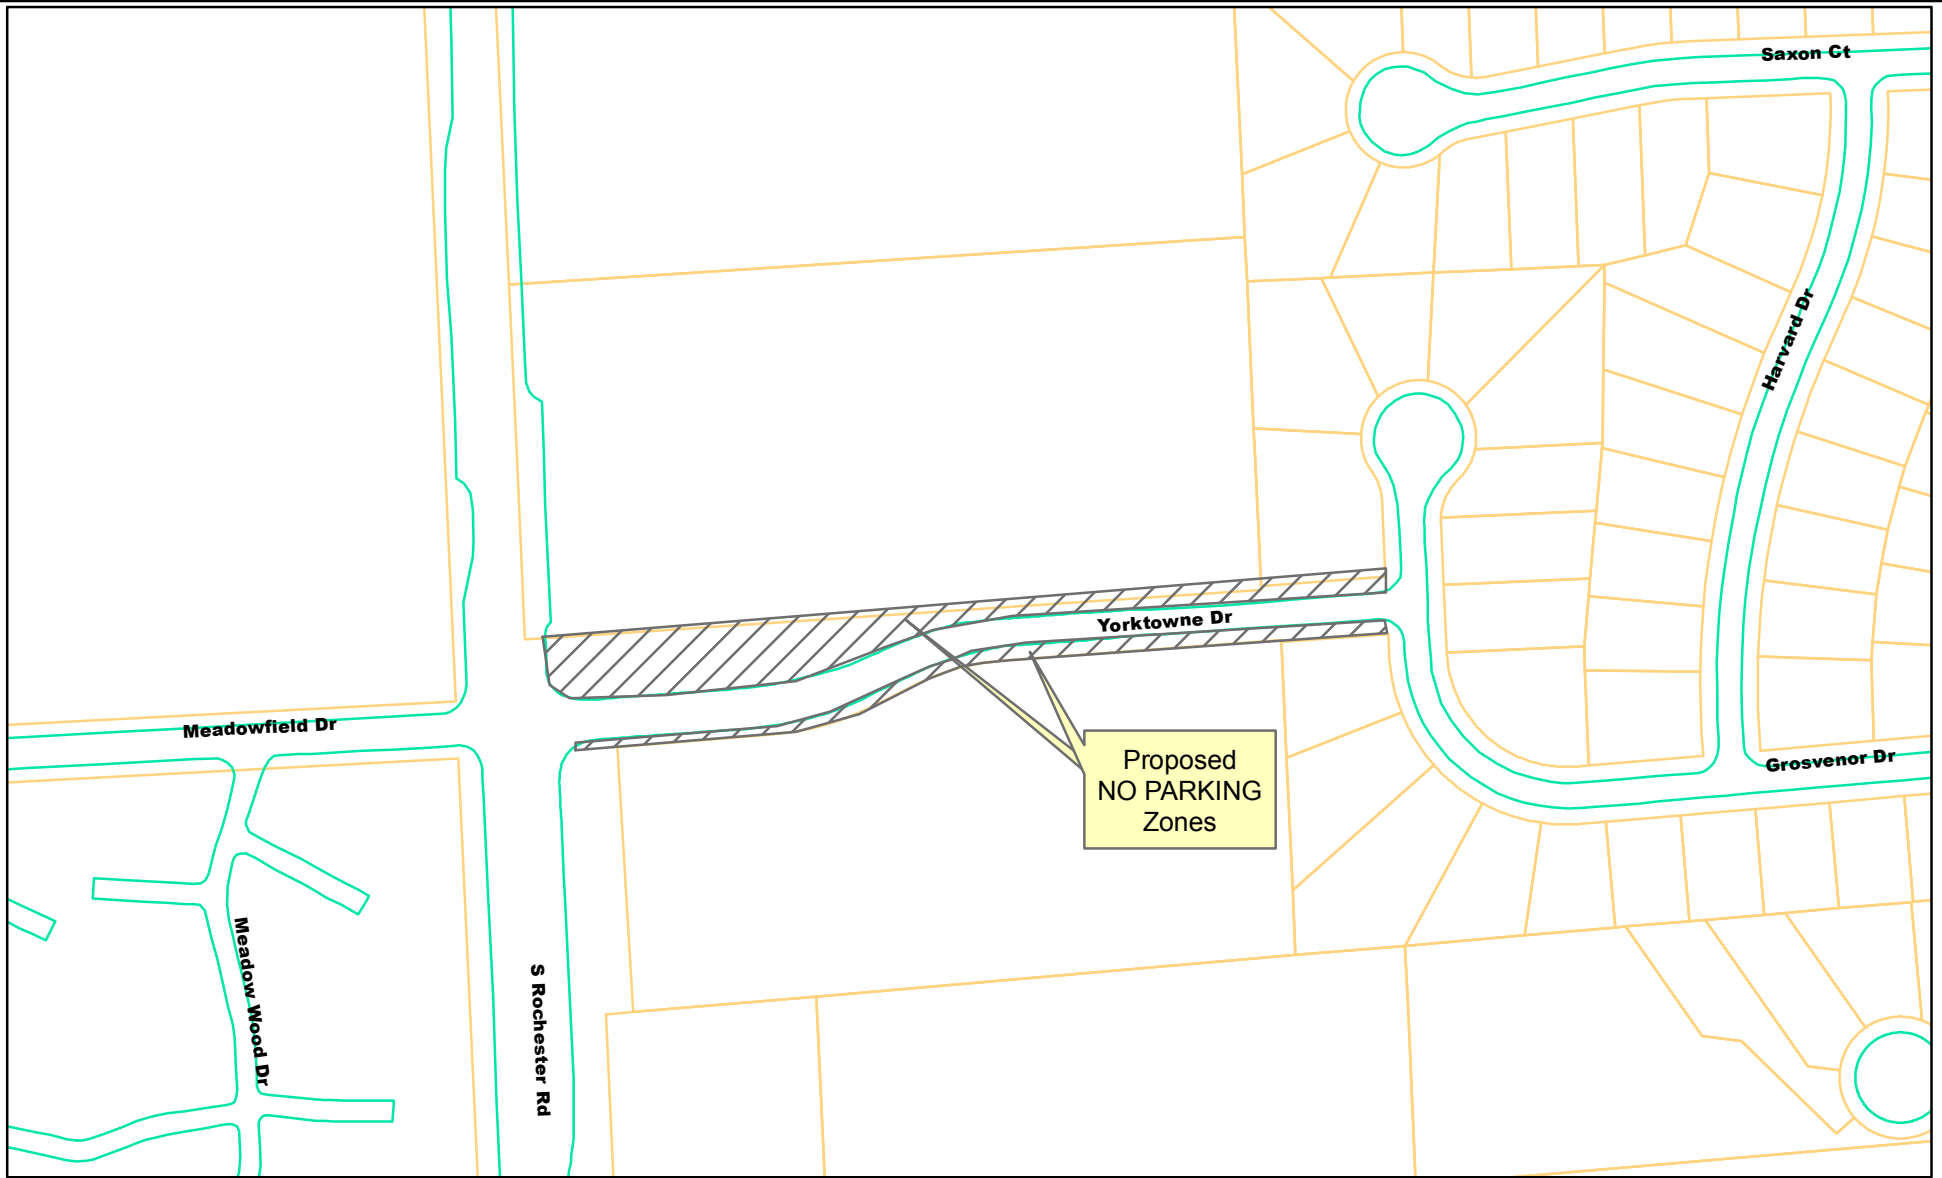 Saxon Ct
Harvard Dr
Yorktowne Dr
Meadowfield Dr
Proposed
NO PARKING
Zones
Grosvenor Dr
Meadow Wood Dr
S Rochester Rd